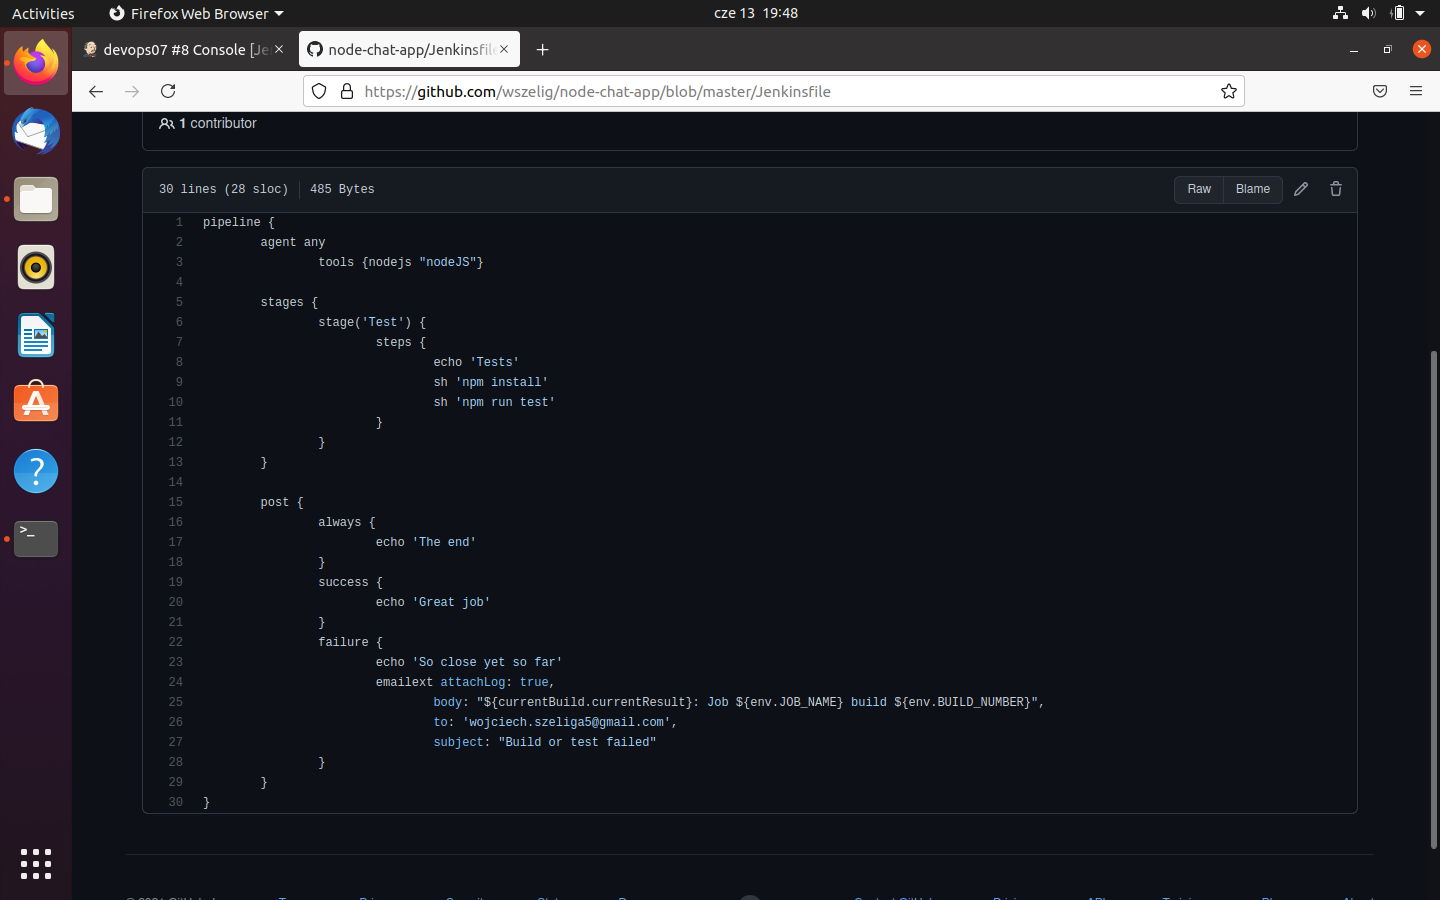 Activities Firefox Web Browser cze 13 19:48
devops07 #8 Console [Je node-chat-app/Jenkinsfile
https://github.com/wszelig/node-chat-app/blob/master/Jenkinsfile
1 contributor
30 lines (28 sloc) 485 Bytes Raw Blame
1 pipeline {
2 agent any
3 tools {nodejs "nodeJS"}
4
5 stages {
6 stage('Test') {
7 steps {
8 echo 'Tests'
9 sh 'npm install'
10 sh 'npm run test'
11 }
12 }
13 }
14
15 post {
16 always {
17 echo 'The end'
18 }
19 success {
20 echo 'Great job'
21 }
22 failure {
23 echo 'So close yet so far'
24 emailext attachLog: true,
25 body: "${currentBuild.currentResult}: Job ${env.JOB_NAME} build ${env.BUILD_NUMBER}",
26 to: 'wojciech.szeliga5@gmail.com',
27 subject: "Build or test failed"
28 }
29 }
30 }